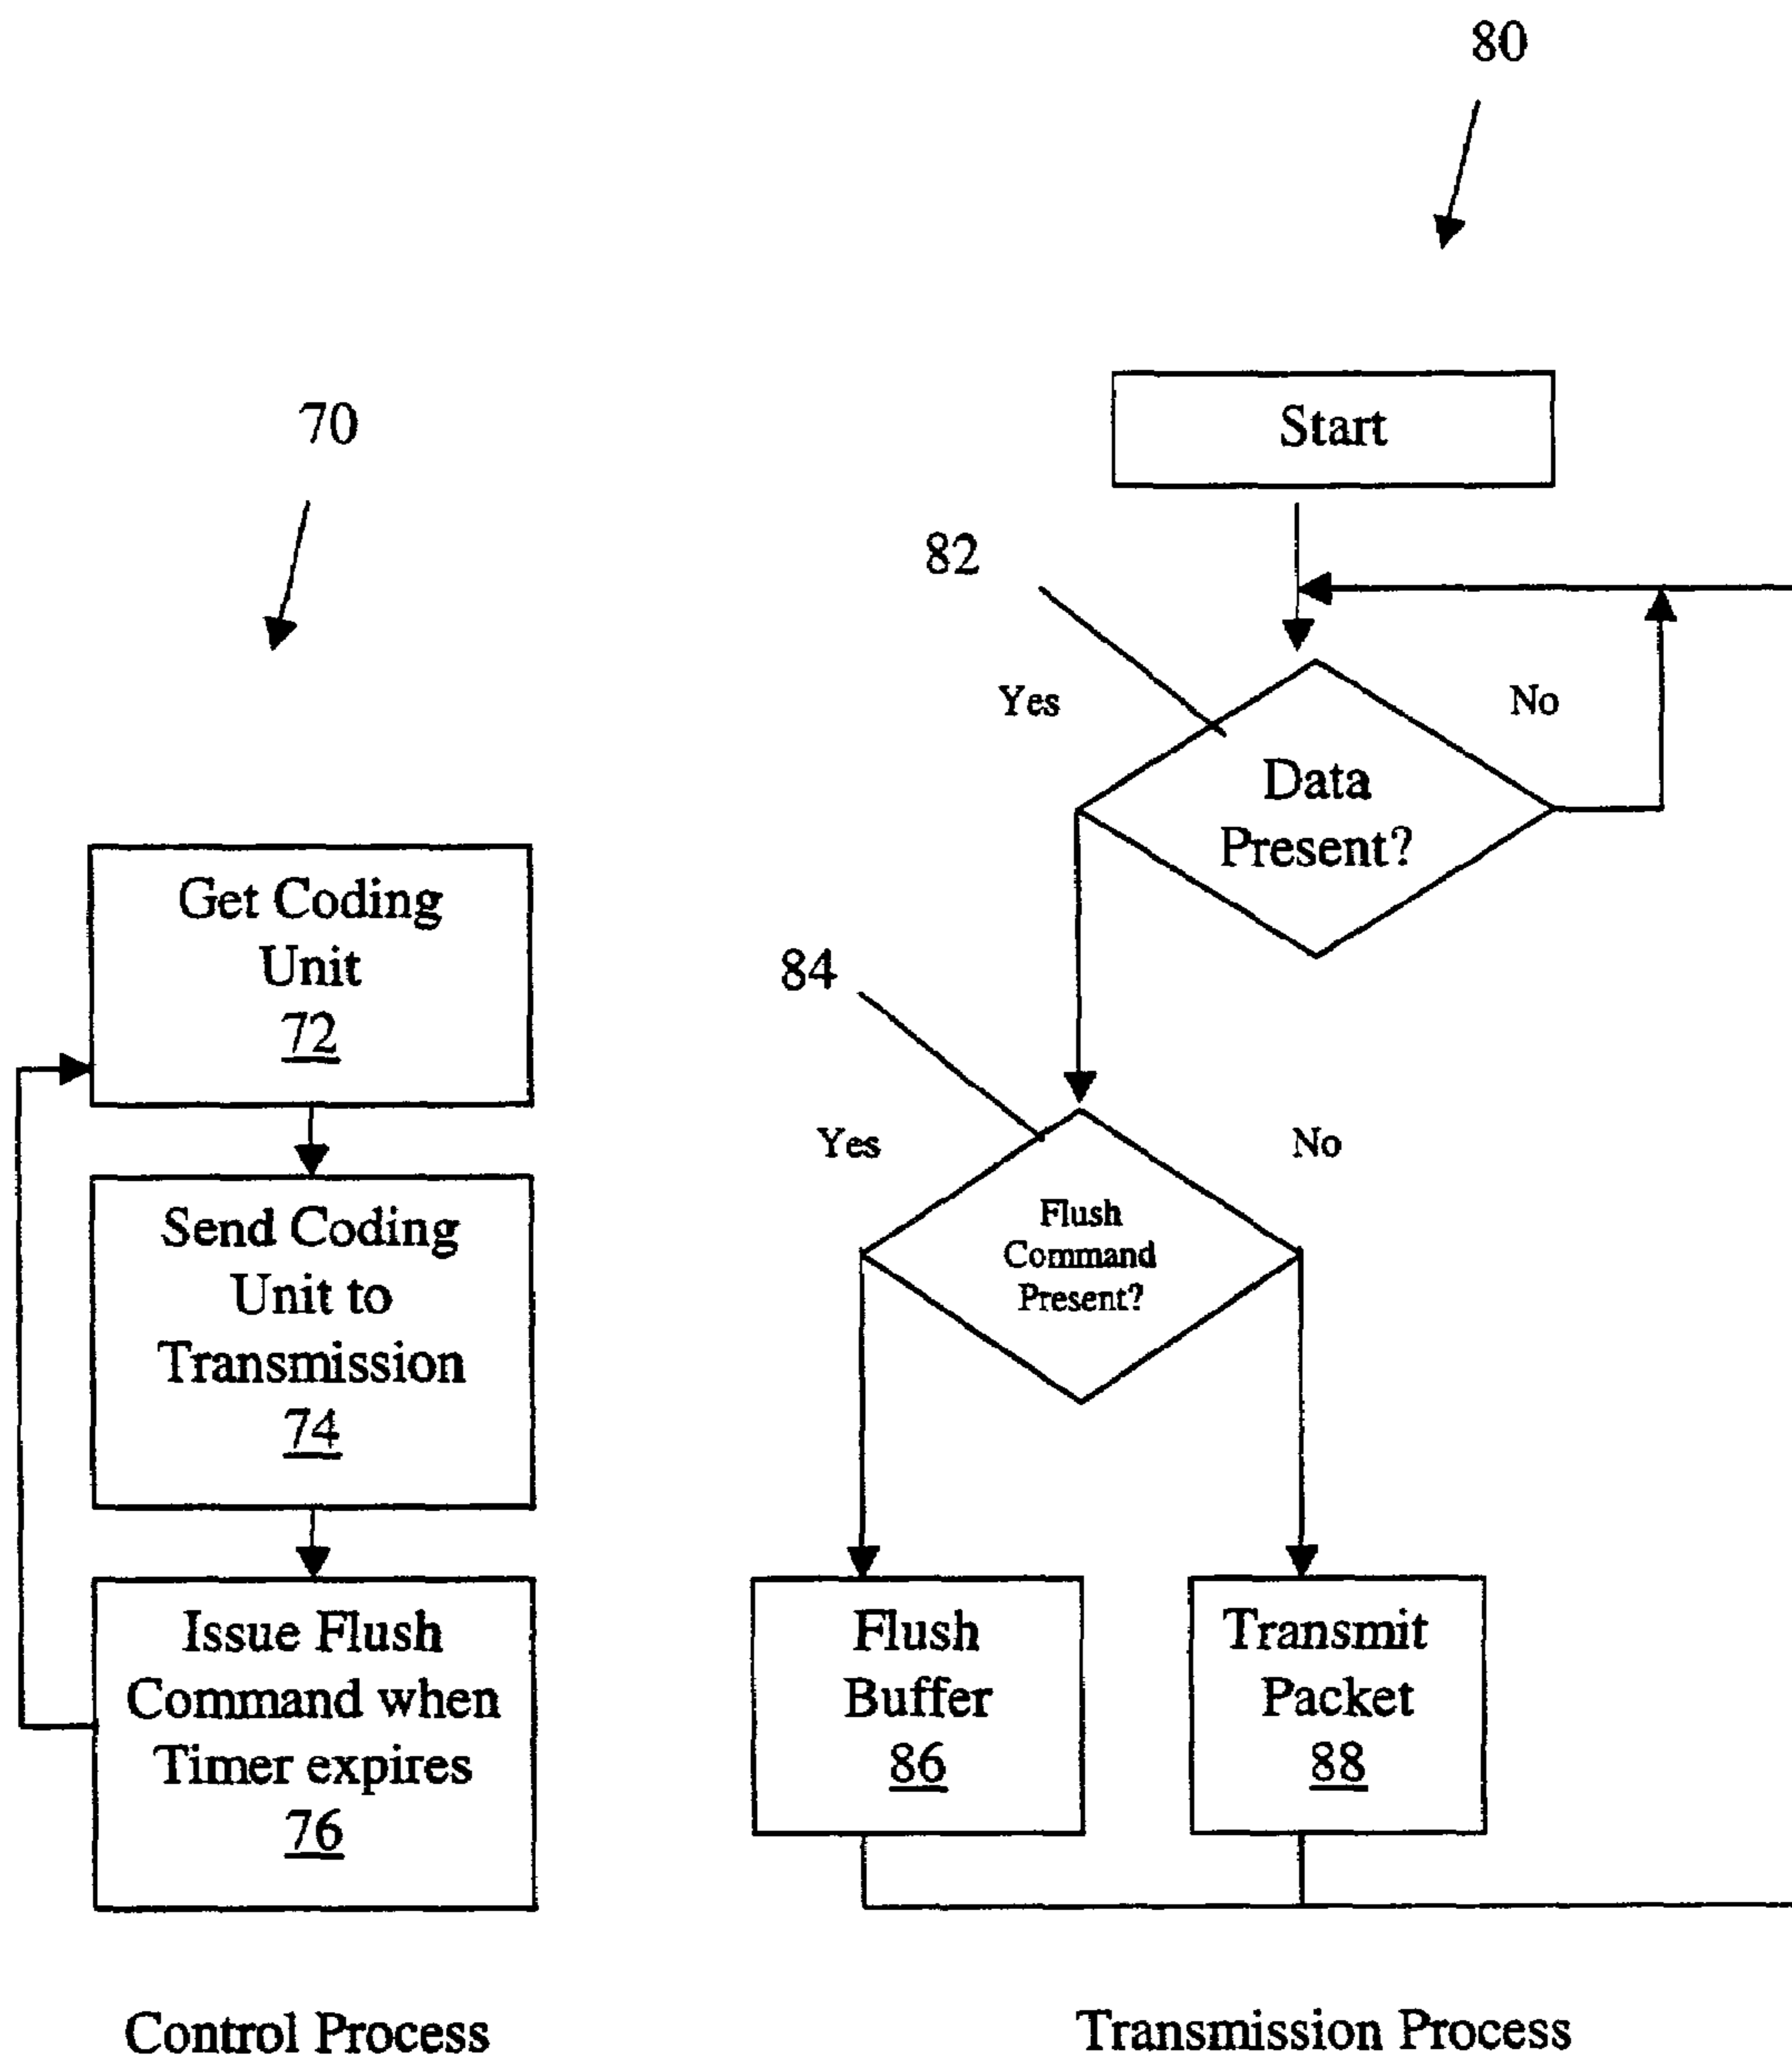 80
Start
70
82
Yes
No
Data
Present?
Get Coding
Unit
72
84
Yes
No
Flush
Command
Present?
Send Coding
Unit to
Transmission
74
Issue Flush
Command when
Timer expires
76
Flush
Buffer
86
Transmit
Packet
88
Control Process
Transmission Process